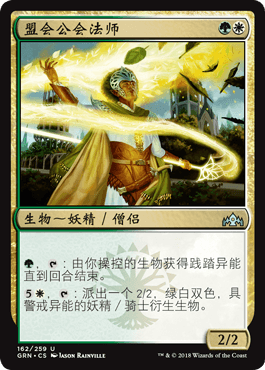 盟会公会法师
生物~妖精／僧侣
，：由你操控的生物获得践踏异能
直到回合结束。
5，：派出一个2/2，绿白双色，具
警戒异能的妖精／骑士衍生生物。
162/259 U
GRN • CS JASON RAINVILLE
™ & © 2018 Wizards of the Coast
2/2